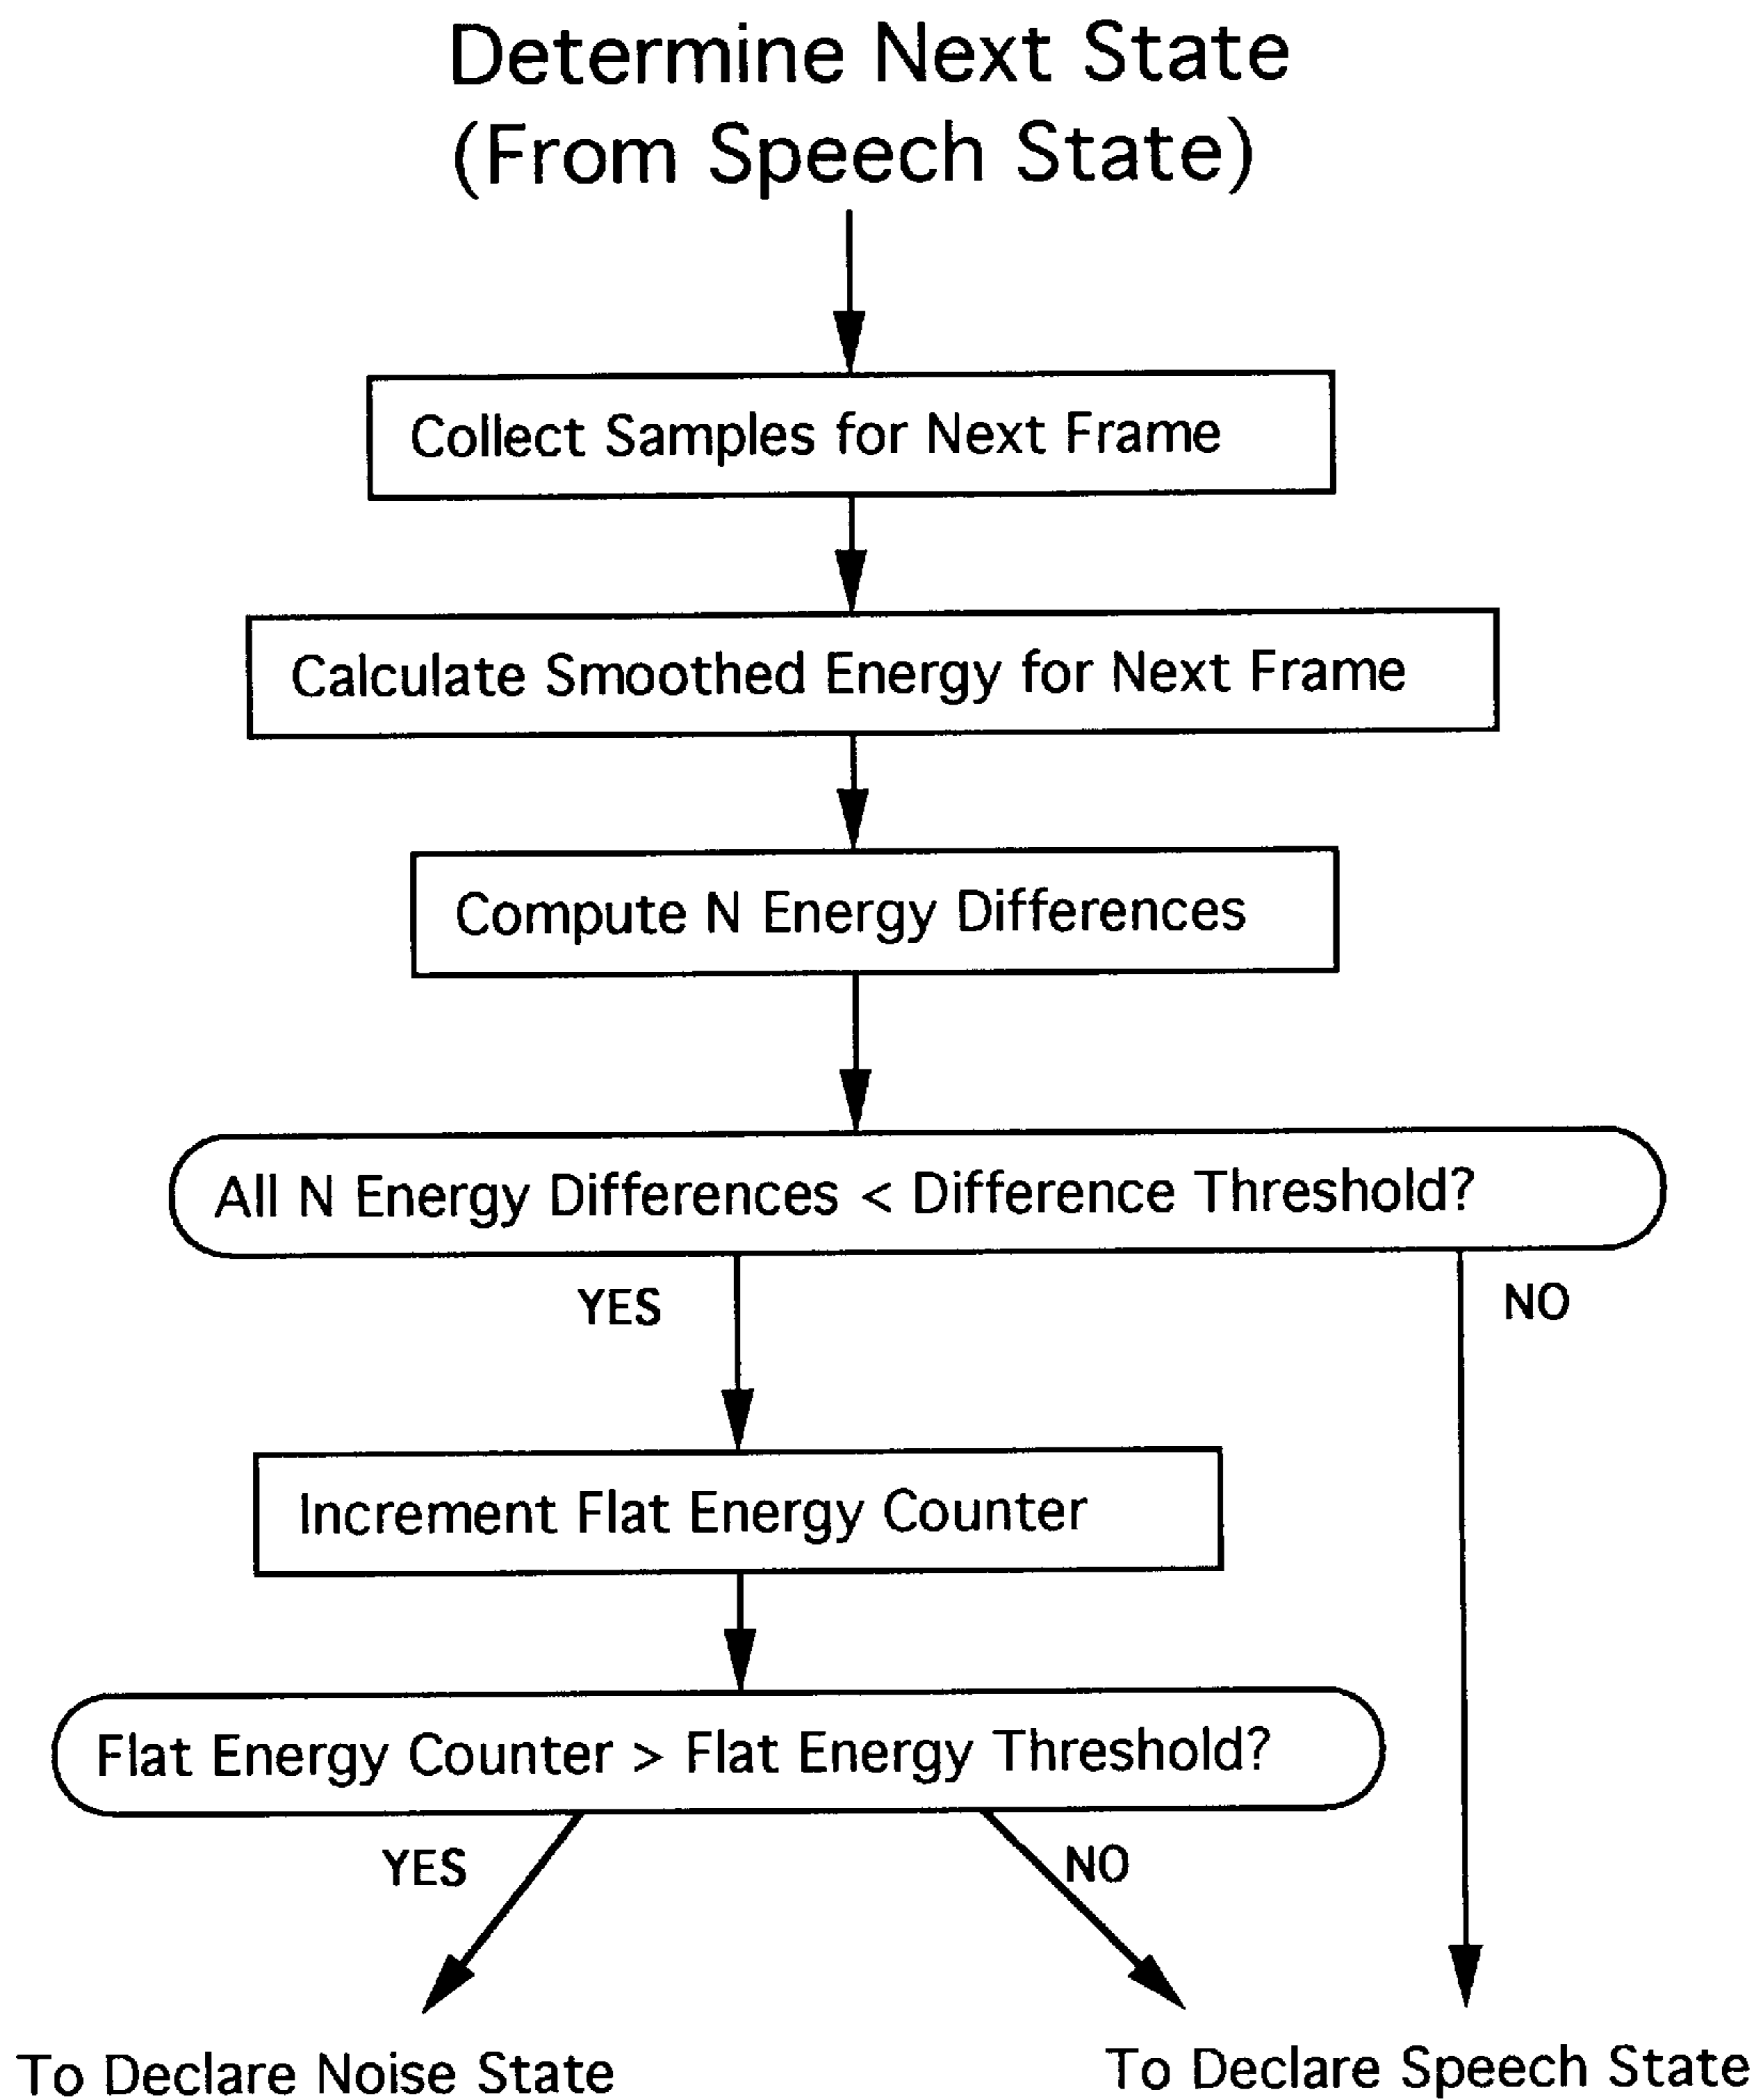 Determine Next State
(From Speech State)
Collect Samples for Next Frame
Calculate Smoothed Energy for Next Frame
Compute N Energy Differences
All N Energy Differences < Difference Threshold?
YES
NO
Increment Flat Energy Counter
Flat Energy Counter > Flat Energy Threshold?
YES
NO
To Declare Noise State
To Declare Speech State